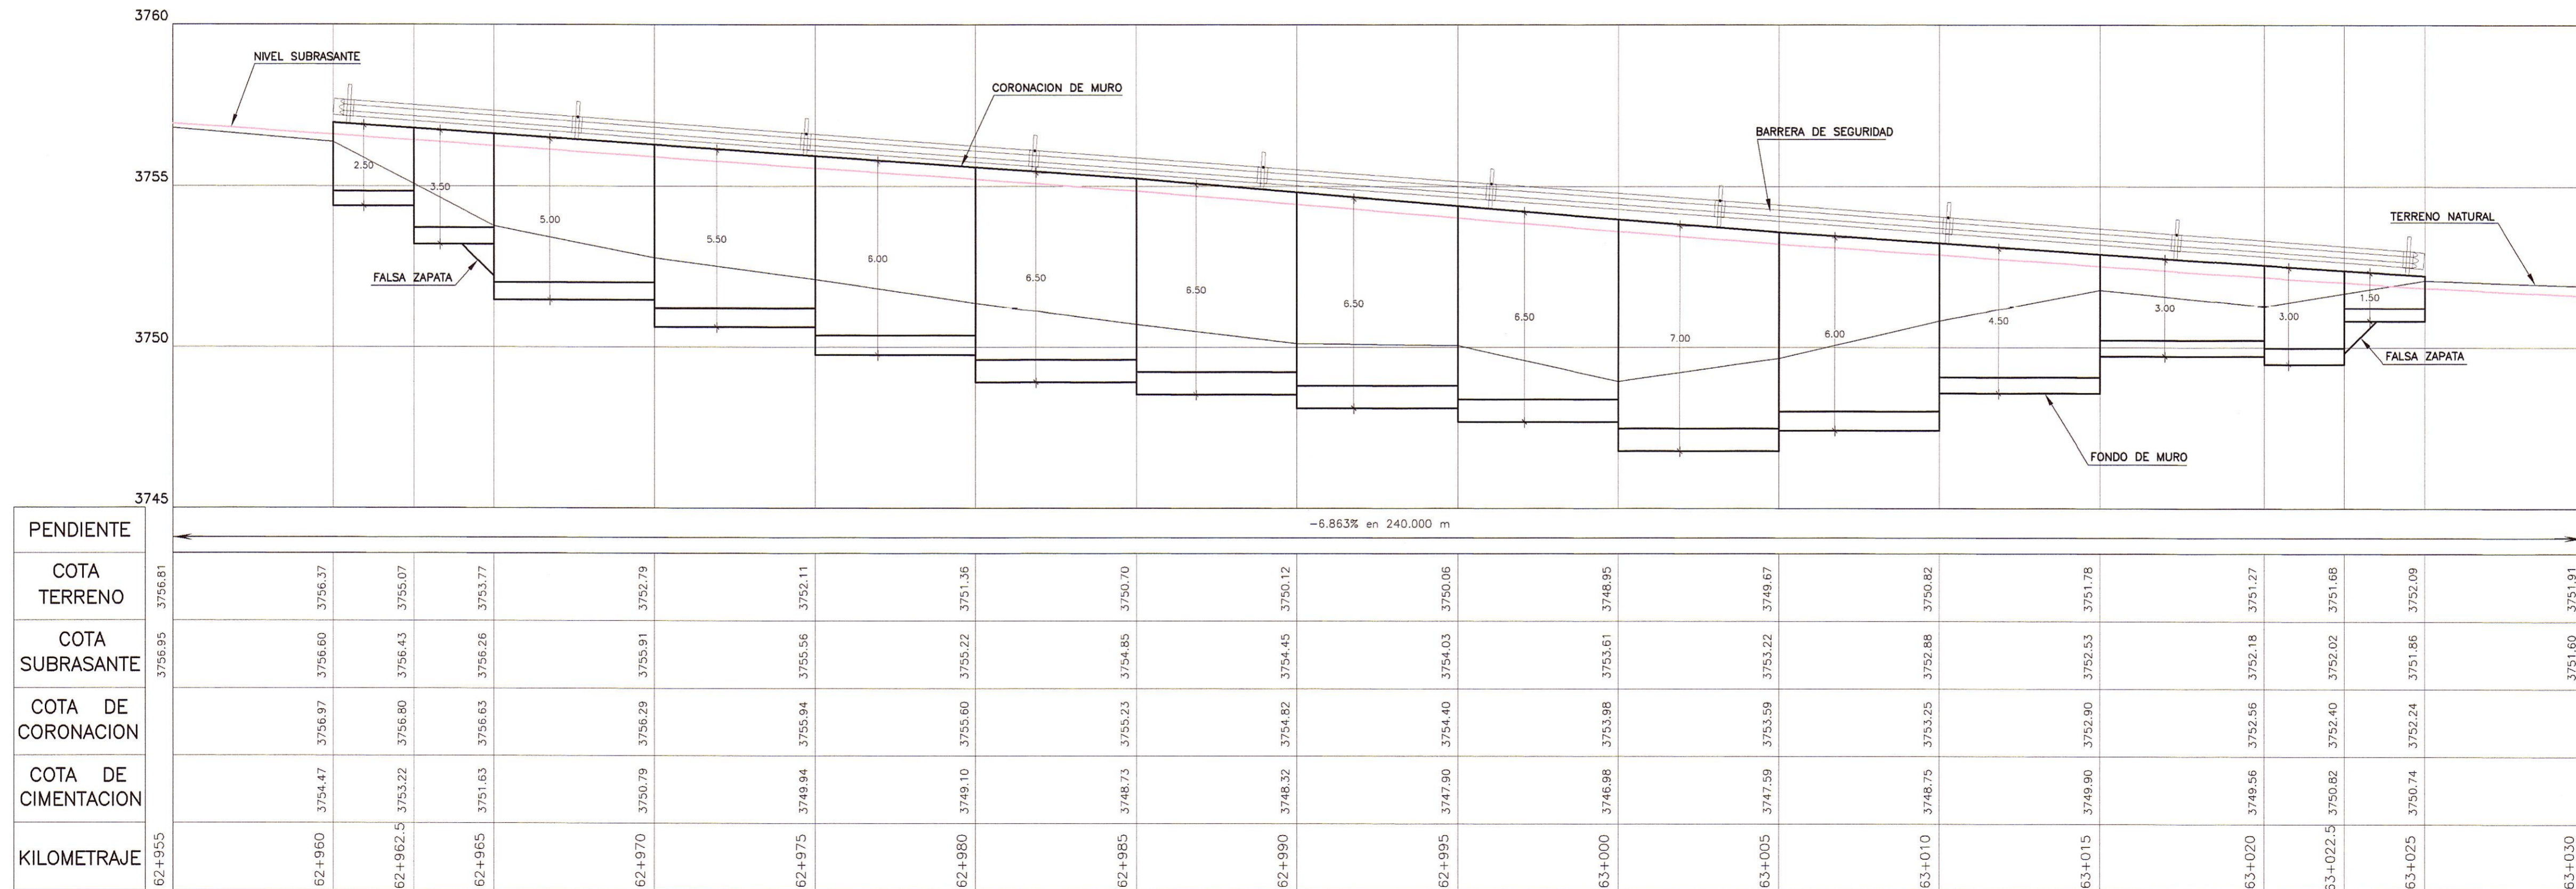 3760
NIVEL SUBRASANTE
CORONACION DE MURO
BARRERA DE SEGURIDAD
2.50
3755
3.50
5.00
TERRENO NATURAL
5.50
6.00
FALSA ZAPATA
6.50
6.50
6.50
6.50
7.00
6.00
4.50
3.00
3.00
1.50
3750
FALSA ZAPATA
FONDO DE MURO
3745
PENDIENTE
-6.863% en 240.000 m
COTA
TERRENO
3756.81 3756.37 3755.07 3753.77 3752.79 3752.11 3751.36 3750.70 3750.12 3750.06 3748.95 3749.67 3750.82 3751.78 3751.27 3751.68 3752.09 3751.91
COTA
SUBRASANTE
3756.95 3756.60 3756.43 3756.26 3755.91 3755.56 3755.22 3754.85 3754.45 3754.03 3753.61 3753.22 3752.88 3752.53 3752.18 3752.02 3751.86 3751.60
COTA DE
CORONACION
3756.97 3756.80 3756.63 3756.29 3755.94 3755.60 3755.23 3754.82 3754.40 3753.98 3753.59 3753.25 3752.90 3752.56 3752.40 3752.24
COTA DE
CIMENTACION
3754.47 3753.22 3751.63 3750.79 3749.94 3749.10 3748.73 3748.32 3747.90 3746.98 3747.59 3748.75 3749.90 3749.56 3750.82 3750.74
KILOMETRAJE
62+955 62+960 62+962.5 62+965 62+970 62+975 62+980 62+985 62+990 62+995 63+000 63+005 63+010 63+015 63+020 63+022.5 63+025 63+030